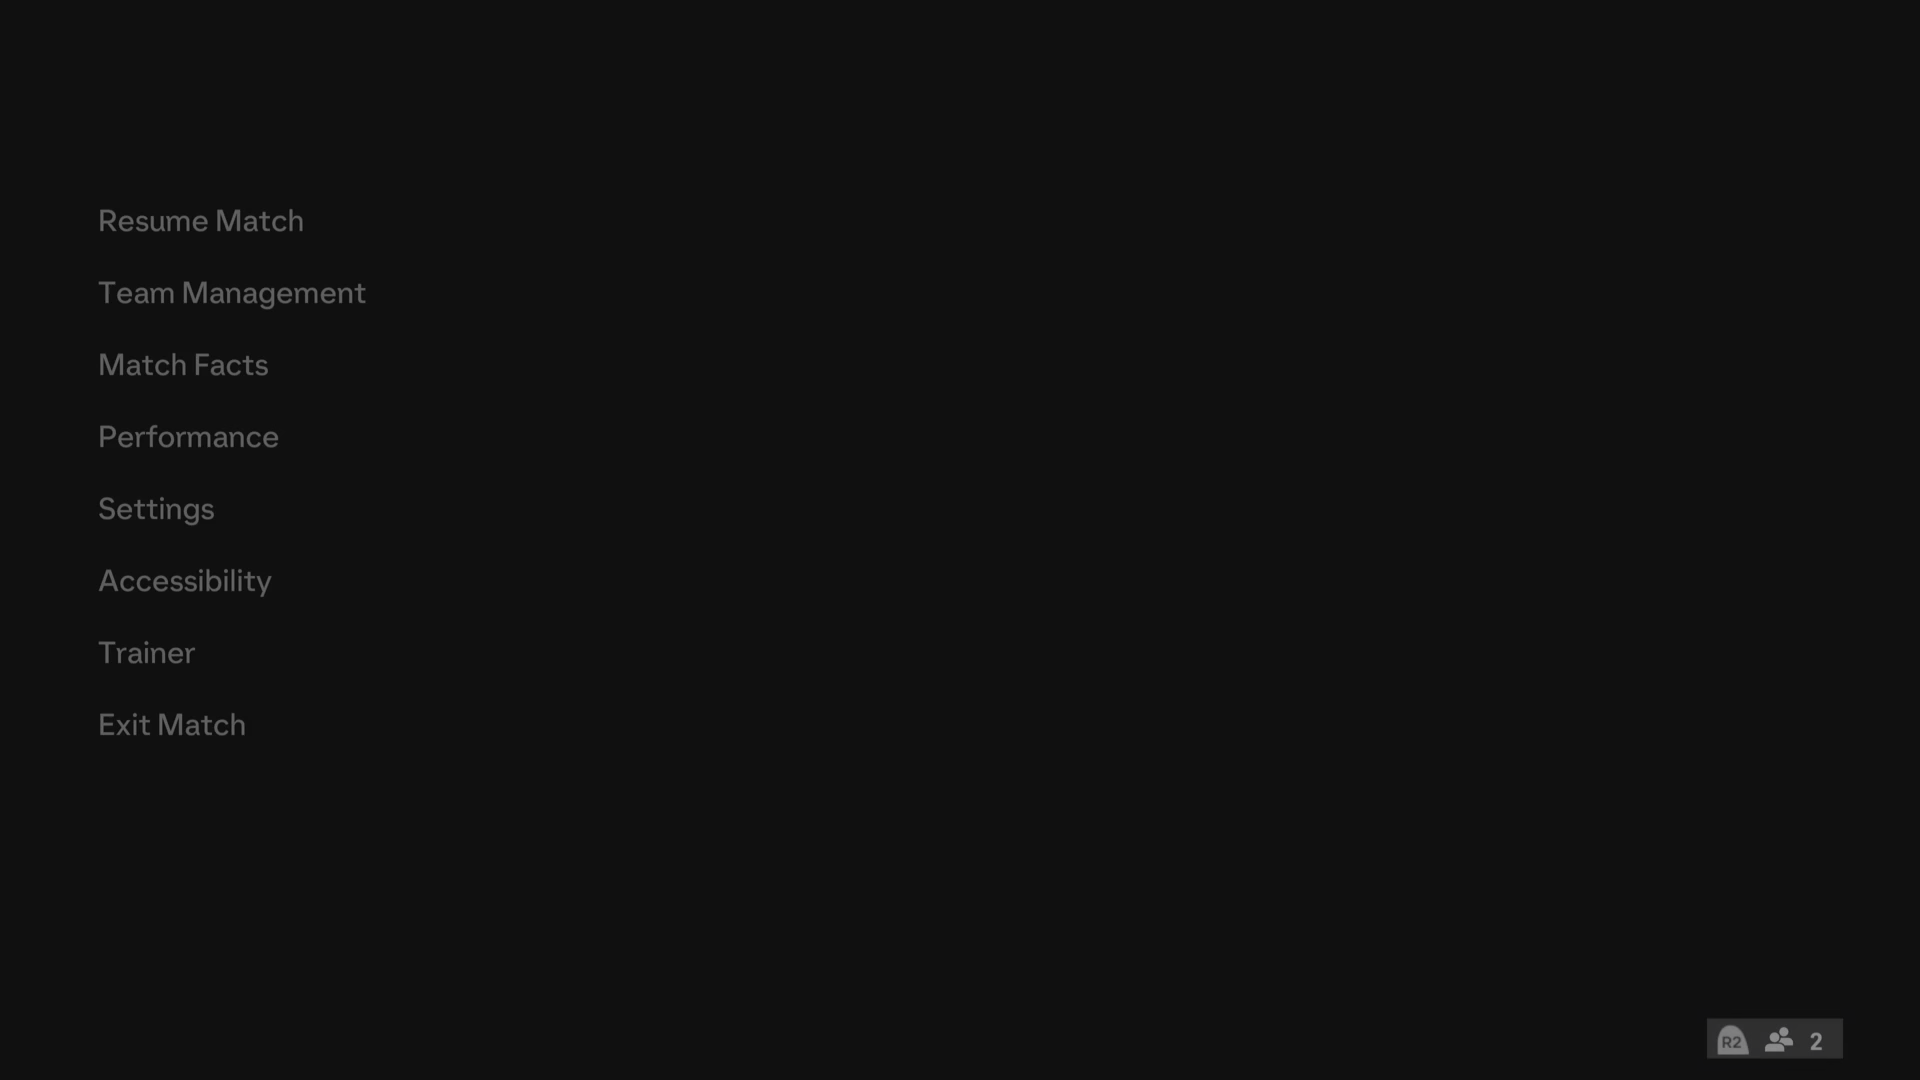 Resume Match
Team Management
Match Facts
Performance
Settings
Accessibility
Trainer
Exit Match
R2 2